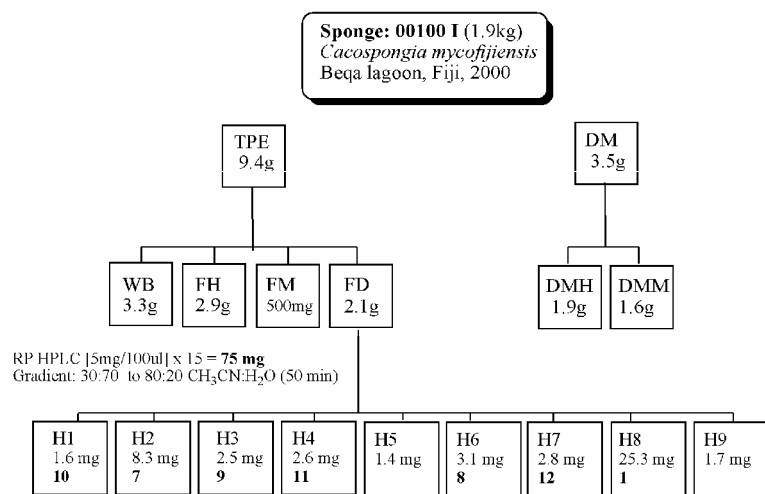 Sponge: 00100 I (1.9kg)
Cacospongia mycofijiensis
Beqa lagoon, Fiji, 2000
TPE
9.4g
DM
3.5g
WB
3.3g
FH
2.9g
FM
500mg
FD
2.1g
DMH
1.9g
DMM
1.6g
RP HPLC [5mg/100ul] x 15 = 75 mg
Gradient: 30:70 to 80:20 CH₃CN:H₂O (50 min)
H1
1.6 mg
10
H2
8.3 mg
7
H3
2.5 mg
9
H4
2.6 mg
11
H5
1.4 mg
H6
3.1 mg
8
H7
2.8 mg
12
H8
25.3 mg
1
H9
1.7 mg